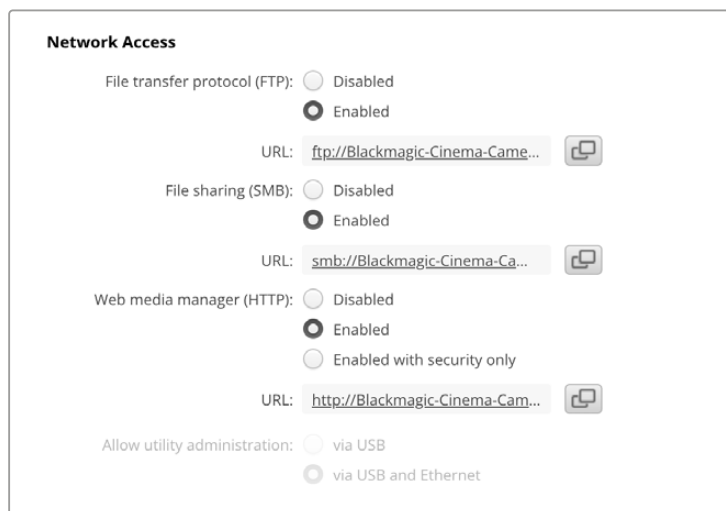 Network Access
File transfer protocol (FTP): Disabled
Enabled
URL: ftp://Blackmagic-Cinema-Came...
File sharing (SMB): Disabled
Enabled
URL: smb://Blackmagic-Cinema-Ca...
Web media manager (HTTP): Disabled
Enabled
Enabled with security only
URL: http://Blackmagic-Cinema-Cam...
Allow utility administration: via USB
via USB and Ethernet